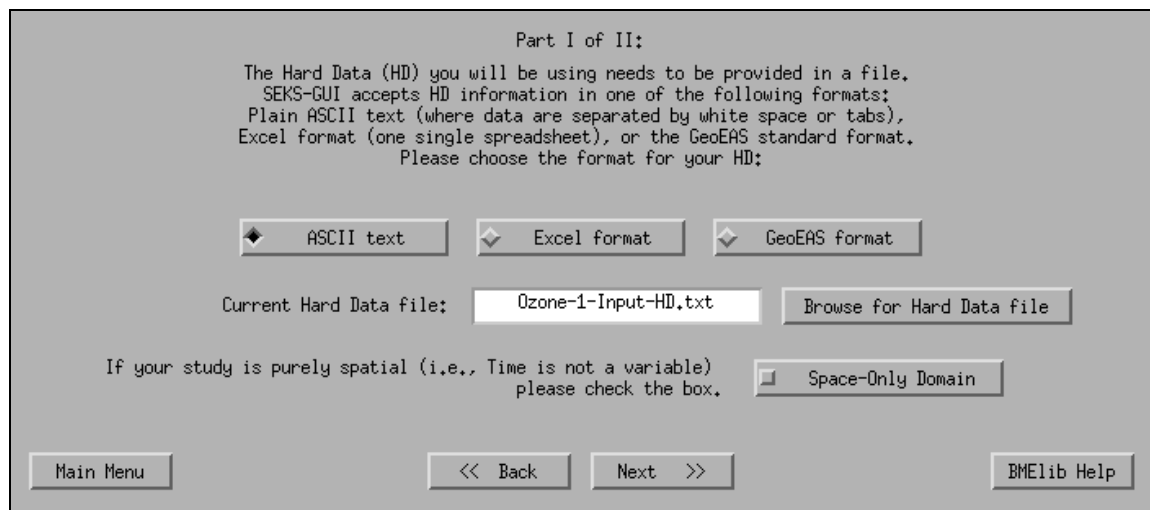 Part I of II:
The Hard Data (HD) you will be using needs to be provided in a file.
SEKS-GUI accepts HD information in one of the following formats:
Plain ASCII text (where data are separated by white space or tabs),
Excel format (one single spreadsheet), or the GeoEAS standard format.
Please choose the format for your HD:
ASCII text Excel format GeoEAS format
Current Hard Data file: Ozone-1-Input-HD.txt Browse for Hard Data file
If your study is purely spatial (i.e., Time is not a variable)
please check the box. Space-Only Domain
Main Menu << Back Next >> BMElib Help